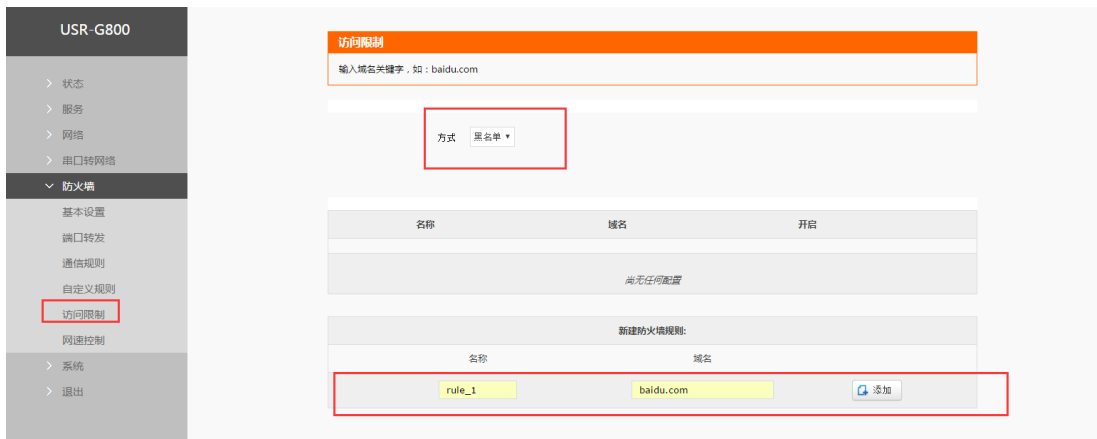 USR-G800
状态
服务
网络
串口转网络
防火墙
基本设置
端口转发
通信规则
自定义规则
访问限制
网速控制
系统
退出
访问限制
输入域名关键字，如：baidu.com
方式 黑名单
名称 域名 开启
尚无任何配置
新建防火墙规则:
名称 域名
rule_1 baidu.com 添加